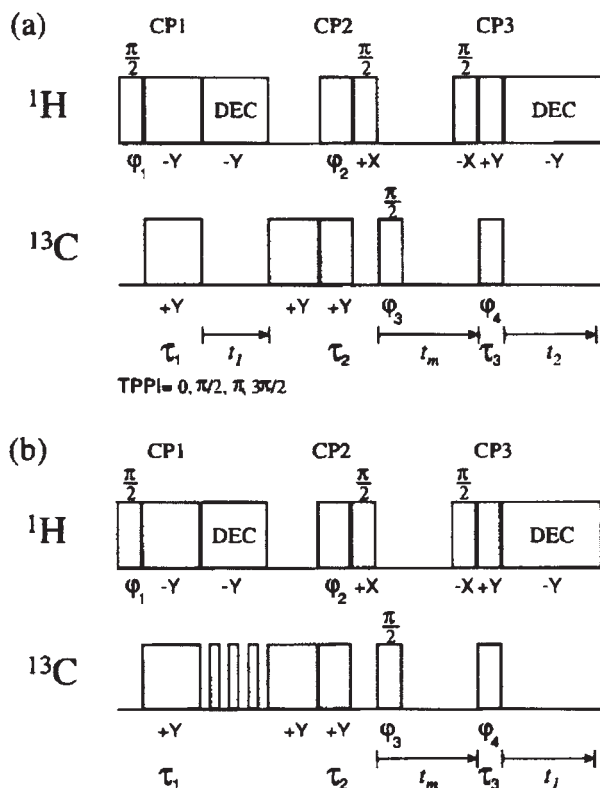 (a)
CP1 CP2 CP3
π/2 π/2 π/2
¹H DEC DEC
φ₁ -Y -Y φ₂ +X -X +Y -Y
π/2
¹³C
+Y +Y +Y φ₃ φ₄
τ₁ t₁ τ₂ tₘ τ₃ t₂
TPPI= 0, π/2, π, 3π/2
(b)
CP1 CP2 CP3
π/2 π/2 π/2
¹H DEC DEC
φ₁ -Y -Y φ₂ +X -X +Y -Y
π/2
¹³C
+Y +Y +Y φ₃ φ₄
τ₁ τ₂ tₘ τ₃ t₁